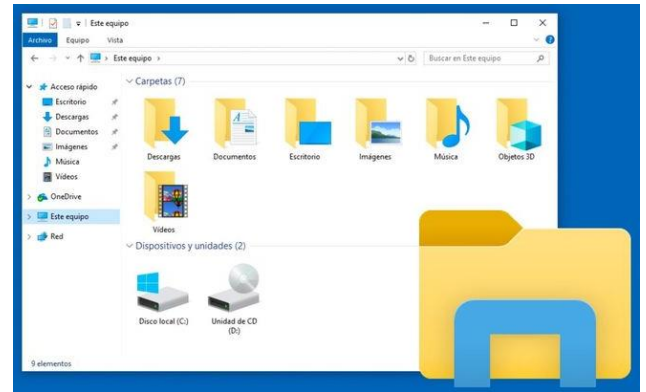 Este equipo
Archivo Equipo Vista
Este equipo
Buscar en Este equipo
Acceso rápido
Escritorio
Descargas
Documentos
Imágenes
Música
Vídeos
OneDrive
Este equipo
Red
Carpetas (7)
Descargas Documentos Escritorio Imágenes Música Objetos 3D
Vídeos
Dispositivos y unidades (2)
Disco local (C:) Unidad de CD
(D:)
9 elementos